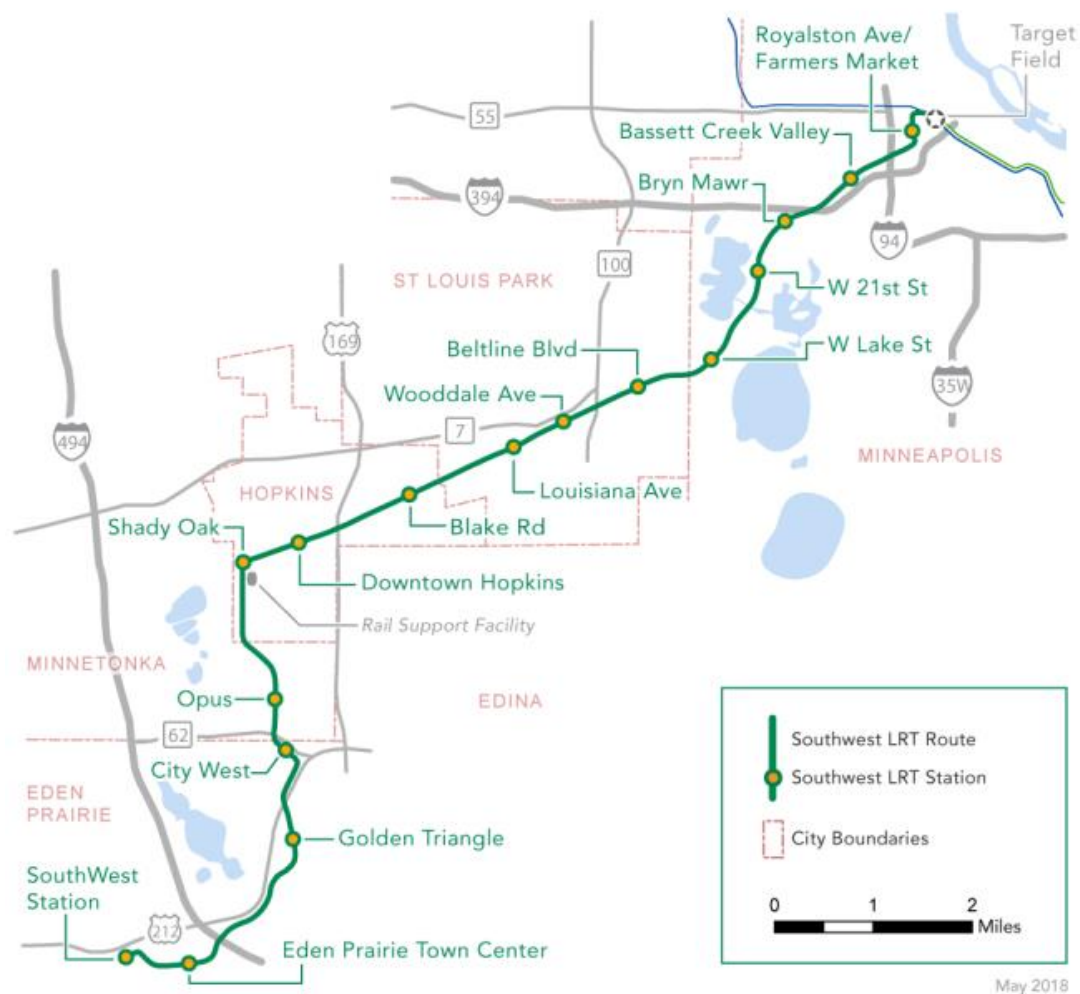 Royalston Ave/
Farmers Market
Target
Field
55
Bassett Creek Valley
Bryn Mawr
394
94
100
ST LOUIS PARK
W 21st St
169
W Lake St
Beltline Blvd
35W
Wooddale Ave
7
494
MINNEAPOLIS
HOPKINS
Louisiana Ave
Shady Oak
Blake Rd
Downtown Hopkins
Rail Support Facility
MINNETONKA
Opus
EDINA
62
City West
EDEN
PRAIRIE
Golden Triangle
SouthWest
Station
212
Eden Prairie Town Center
Southwest LRT Route
Southwest LRT Station
City Boundaries
0 1 2
Miles
May 2018